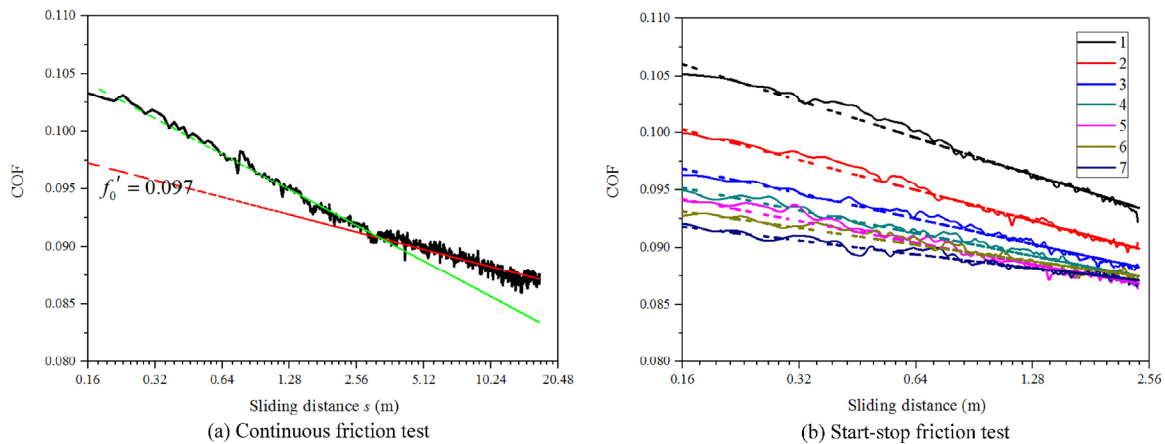 0.110
0.105
0.100
0.095
0.090
0.085
0.080
COF
f₀′ = 0.097
0.16 0.32 0.64 1.28 2.56 5.12 10.24 20.48
Sliding distance s (m)
(a) Continuous friction test
0.110
0.105
0.100
0.095
0.090
0.085
0.080
COF
1
2
3
4
5
6
7
0.16 0.32 0.64 1.28 2.56
Sliding distance (m)
(b) Start-stop friction test